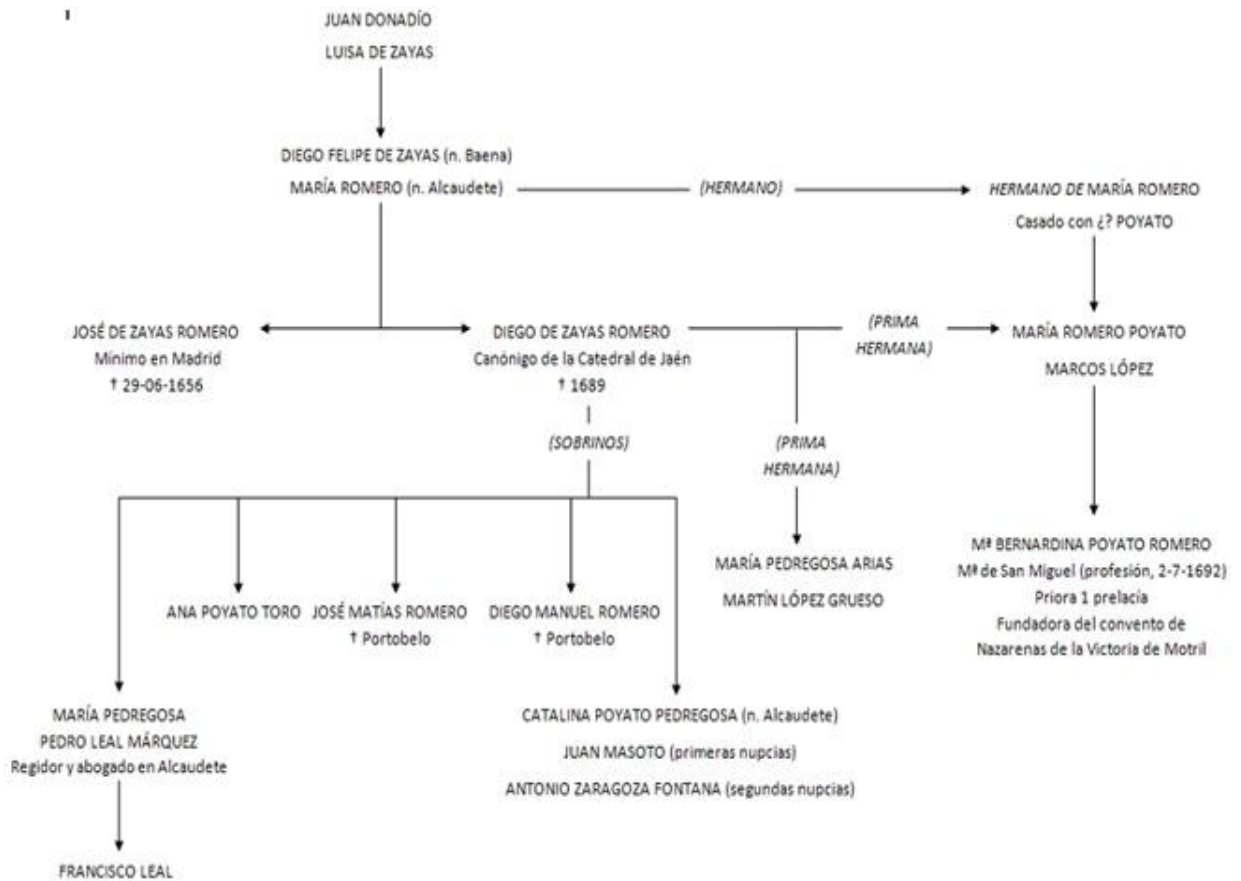 JUAN DONADÍO
LUISA DE ZAYAS
DIEGO FELIPE DE ZAYAS (n. Baena)
MARÍA ROMERO (n. Alcaudete)
(HERMANO)
HERMANO DE MARÍA ROMERO
Casado con ¿? POYATO
JOSÉ DE ZAYAS ROMERO
Mínimo en Madrid
† 29-06-1656
DIEGO DE ZAYAS ROMERO
Canónigo de la Catedral de Jaén
† 1689
(PRIMA
HERMANA)
MARÍA ROMERO POYATO
MARCOS LÓPEZ
(SOBRINOS)
(PRIMA
HERMANA)
MARÍA PEDREGOSA ARIAS
MARTÍN LÓPEZ GRUESO
Mª BERNARDINA POYATO ROMERO
Mª de San Miguel (profesión, 2-7-1692)
Priora 1 prelacía
Fundadora del convento de
Nazarenas de la Victoria de Motril
ANA POYATO TORO
JOSÉ MATÍAS ROMERO
† Portobelo
DIEGO MANUEL ROMERO
† Portobelo
MARÍA PEDREGOSA
PEDRO LEAL MÁRQUEZ
Regidor y abogado en Alcaudete
CATALINA POYATO PEDREGOSA (n. Alcaudete)
JUAN MASOTO (primeras nupcias)
ANTONIO ZARAGOZA FONTANA (segundas nupcias)
FRANCISCO LEAL